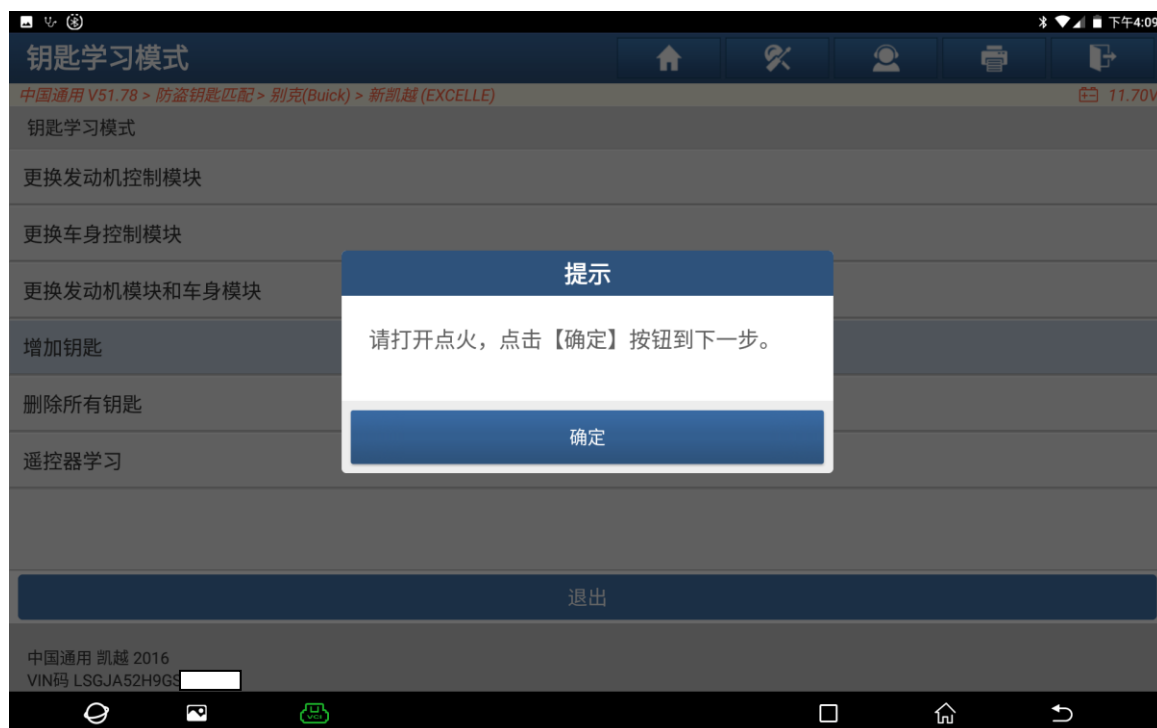 下午4:09
钥匙学习模式
中国通用 V51.78 > 防盗钥匙匹配 > 别克(Buick) > 新凯越 (EXCELLE)
11.70V
钥匙学习模式
更换发动机控制模块
更换车身控制模块
更换发动机模块和车身模块
增加钥匙
删除所有钥匙
遥控器学习
提示
请打开点火，点击【确定】按钮到下一步。
确定
退出
中国通用 凯越 2016
VIN码 LSGJA52H9GS
VCI